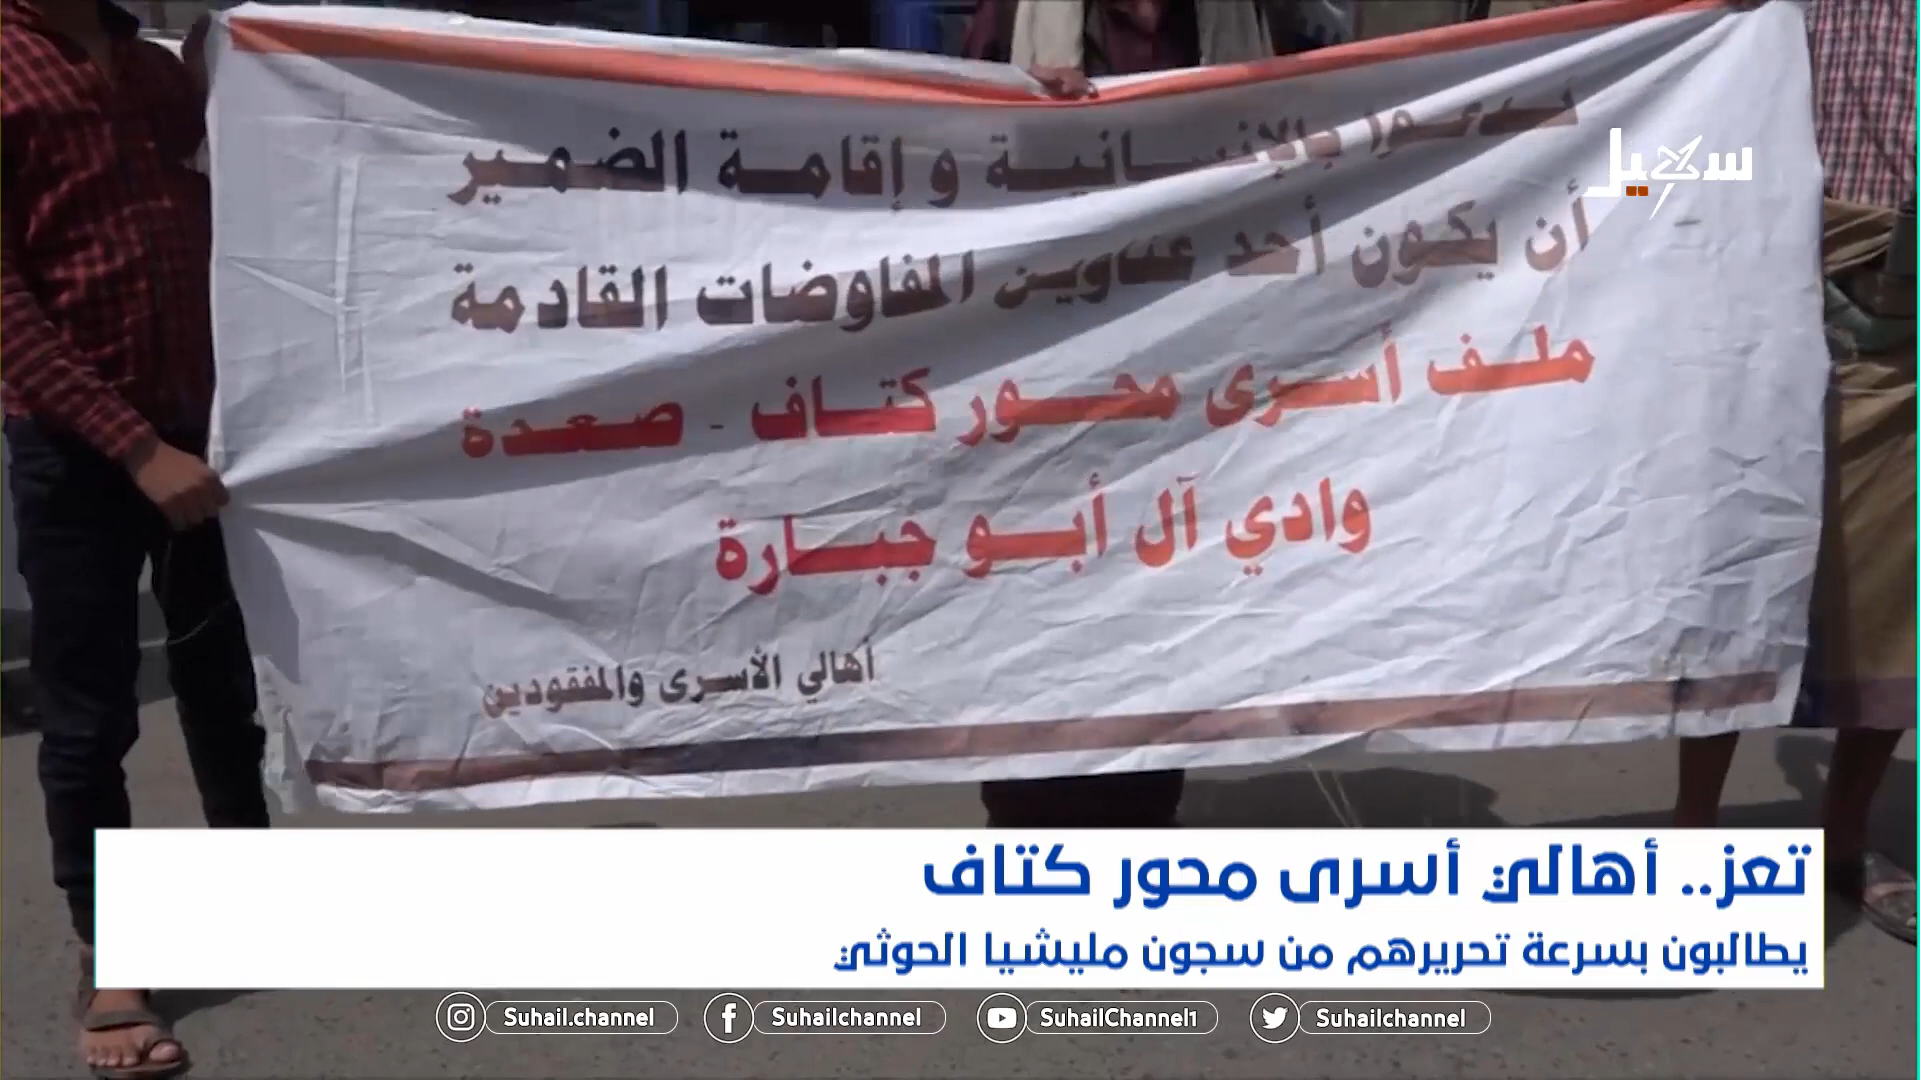 بالإنسانية وإقامة الضمير
سهيل
أن يكون أحد عناوين المفاوضات القادمة
ملف أسرى محور كتاف - صعدة
وادي آل أبو جبارة
أهالي الأسرى والمفقودين
تعز.. أهالي أسرى محور كتاف
يطالبون بسرعة تحريرهم من سجون مليشيا الحوثي
Suhail.channel Suhailchannel SuhailChannel1 Suhailchannel